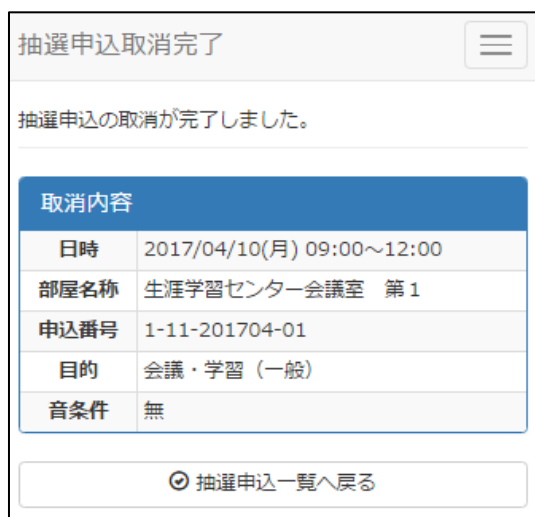 抽選申込取消完了
抽選申込の取消が完了しました。
取消内容
日時 2017/04/10(月) 09:00～12:00
部屋名称 生涯学習センター会議室　第１
申込番号 1-11-201704-01
目的 会議・学習（一般）
音条件 無
抽選申込一覧へ戻る